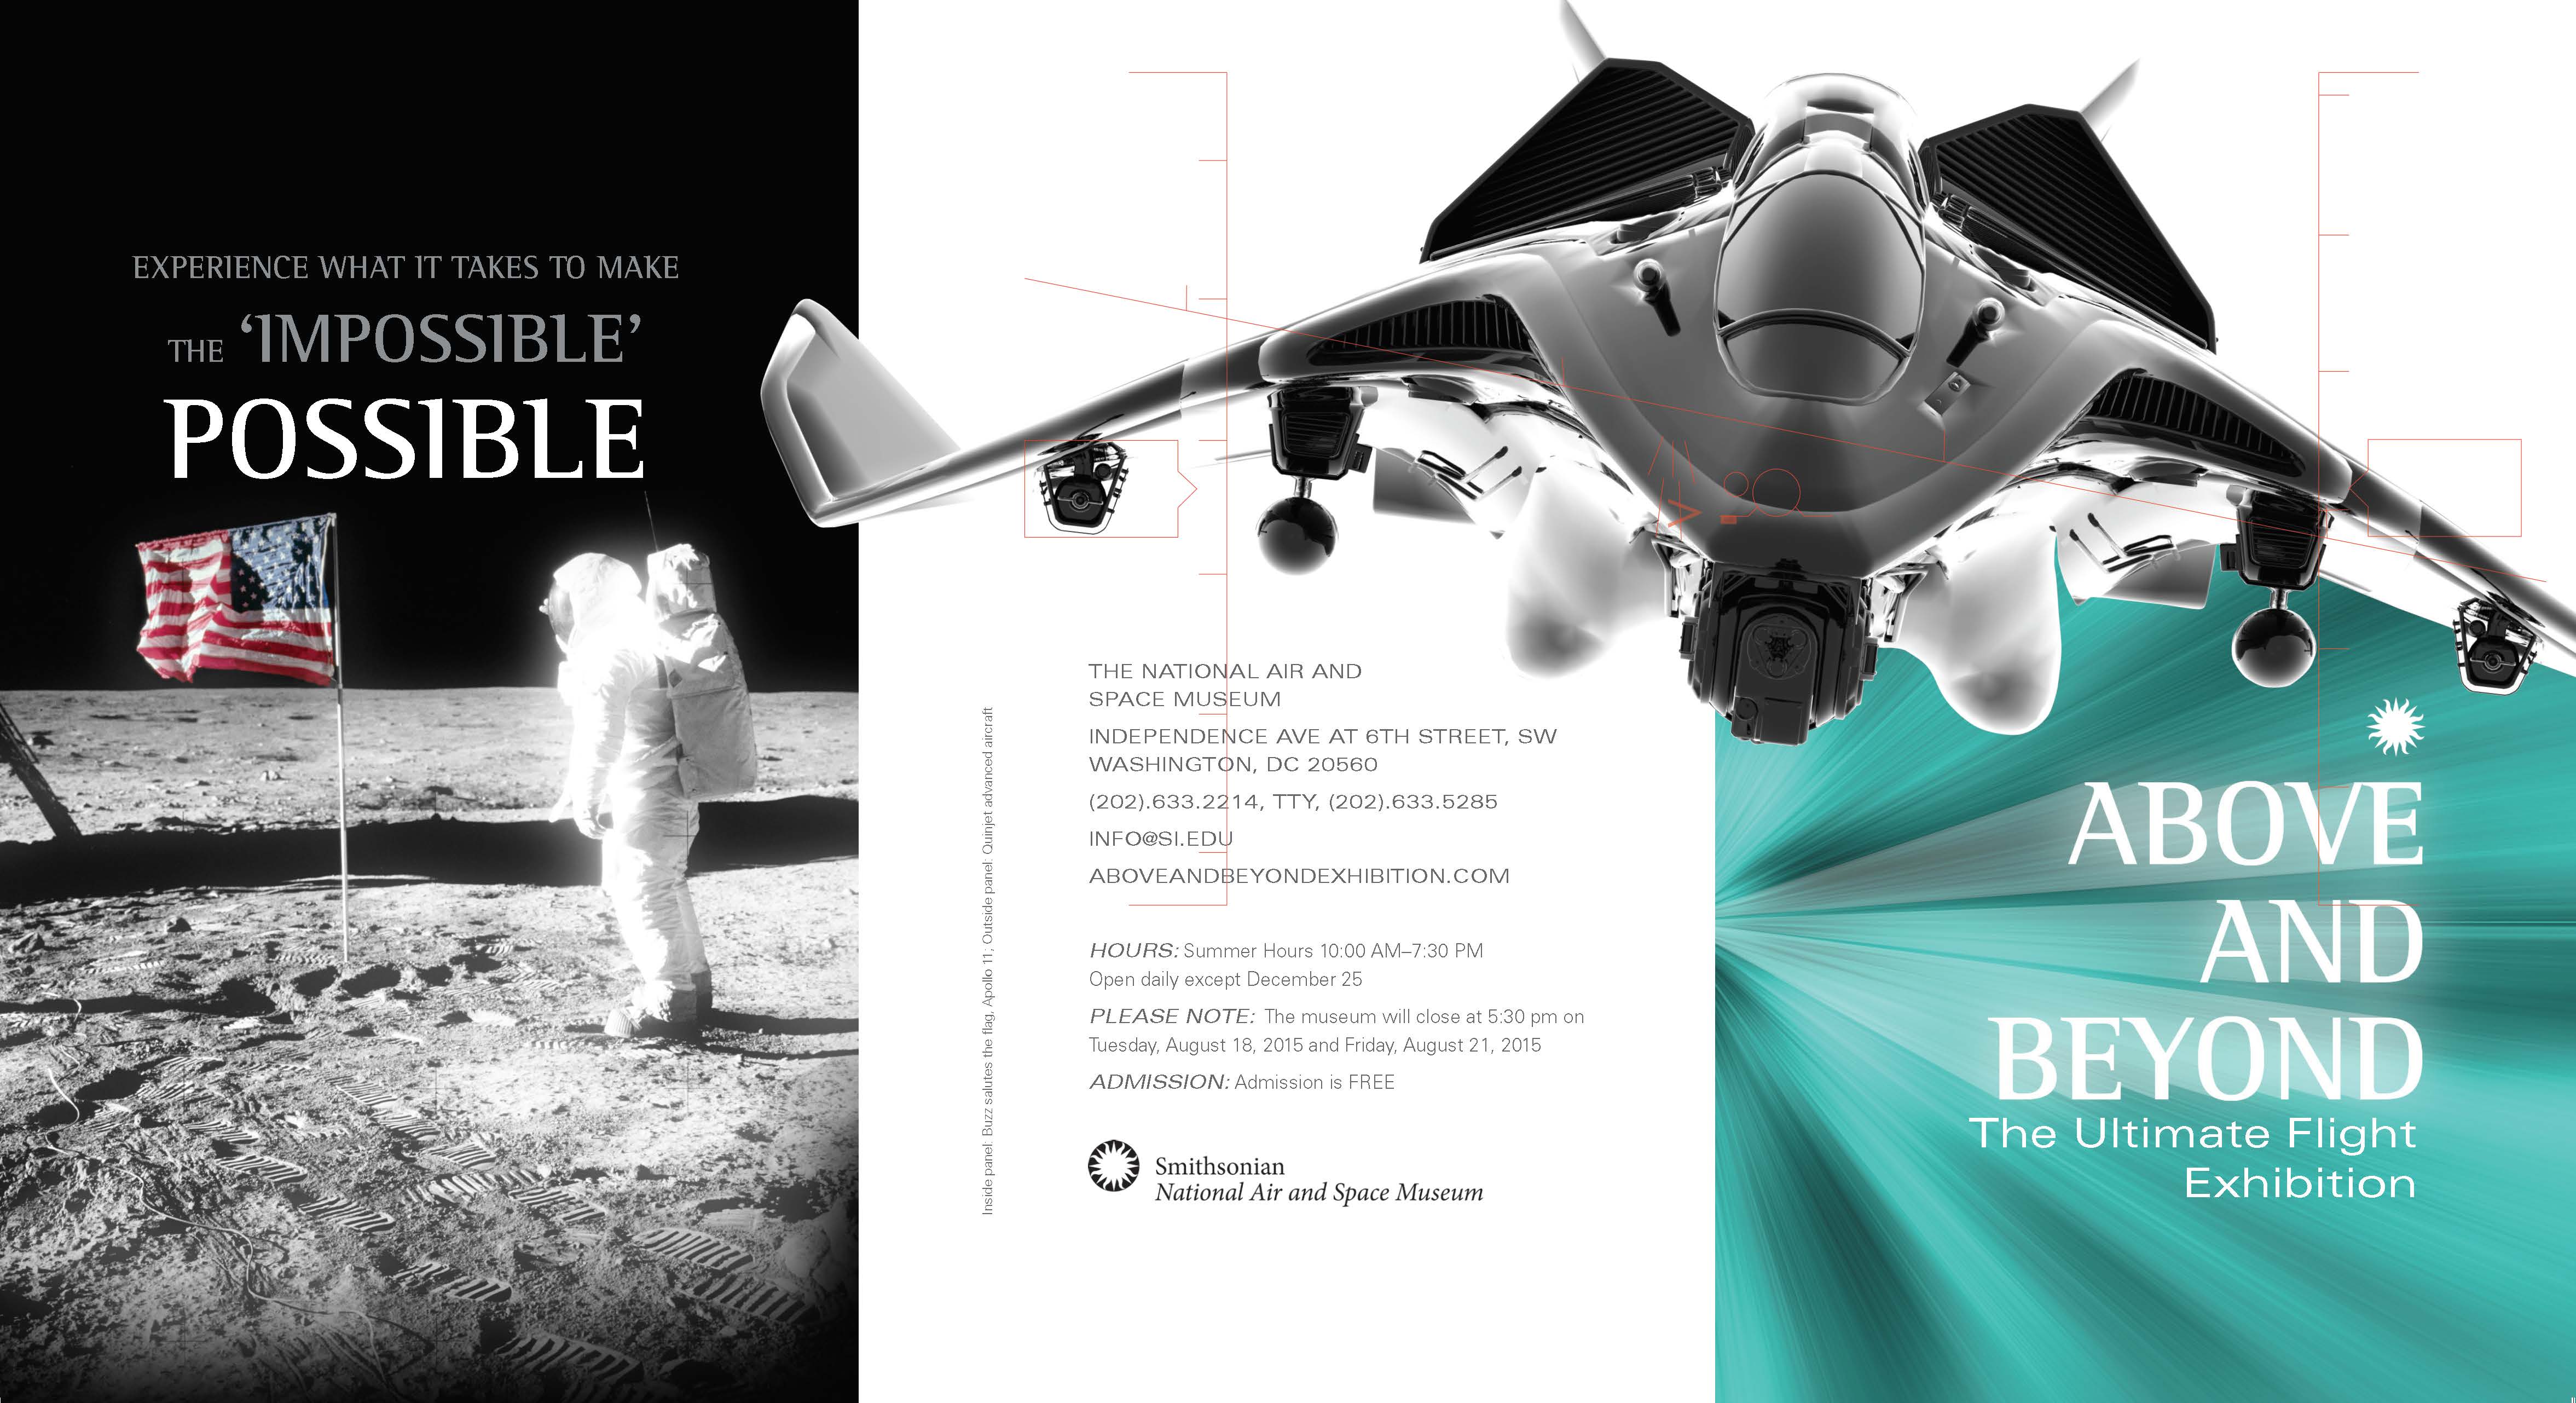 EXPERIENCE WHAT IT TAKES TO MAKE
THE ‘IMPOSSIBLE’
POSSIBLE
Inside panel: Buzz salutes the flag, Apollo 11; Outside panel: Quinjet advanced aircraft
THE NATIONAL AIR AND
SPACE MUSEUM
INDEPENDENCE AVE AT 6TH STREET, SW
WASHINGTON, DC 20560
(202).633.2214, TTY, (202).633.5285
INFO@SI.EDU
ABOVEANDBEYONDEXHIBITION.COM
HOURS: Summer Hours 10:00 AM–7:30 PM
Open daily except December 25
PLEASE NOTE: The museum will close at 5:30 pm on
Tuesday, August 18, 2015 and Friday, August 21, 2015
ADMISSION: Admission is FREE
Smithsonian
National Air and Space Museum
ABOVE
AND
BEYOND
The Ultimate Flight
Exhibition